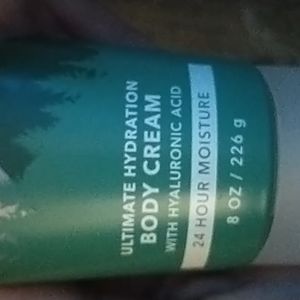 ULTIMATE HYDRATION
BODY CREAM
WITH HYALURONIC ACID
24 HOUR MOISTURE
8 OZ / 226 g